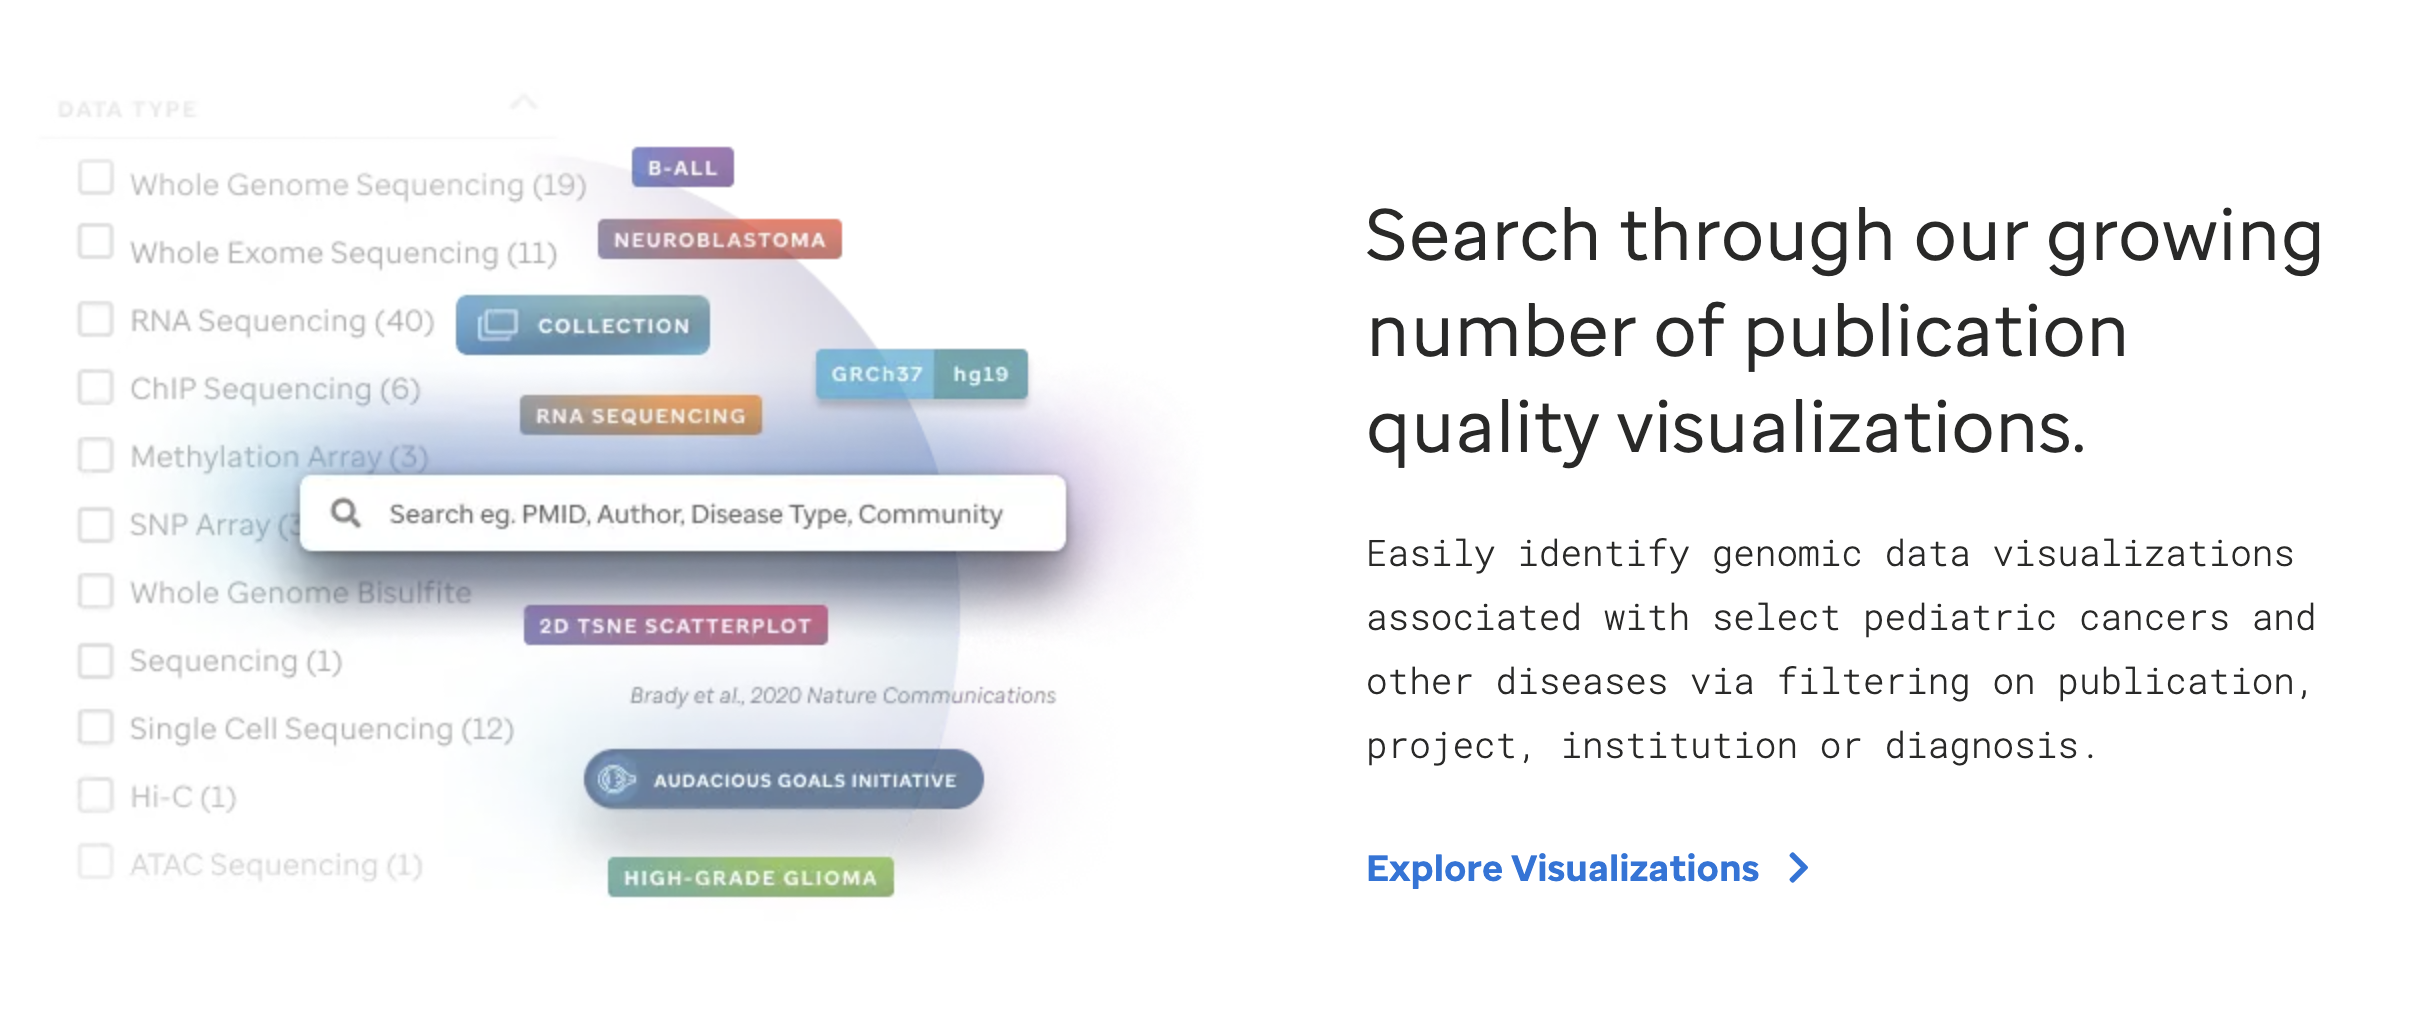 DATA TYPE
Whole Genome Sequencing (19)
Whole Exome Sequencing (11)
RNA Sequencing (40)
ChIP Sequencing (6)
Methylation Array (3)
SNP Array (3
Whole Genome Bisulfite
Sequencing (1)
Single Cell Sequencing (12)
Hi-C (1)
ATAC Sequencing (1)
B-ALL
NEUROBLASTOMA
COLLECTION
GRCh37 hg19
RNA SEQUENCING
Search eg. PMID, Author, Disease Type, Community
2D TSNE SCATTERPLOT
Brady et al., 2020 Nature Communications
AUDACIOUS GOALS INITIATIVE
HIGH-GRADE GLIOMA
Search through our growing
number of publication
quality visualizations.
Easily identify genomic data visualizations
associated with select pediatric cancers and
other diseases via filtering on publication,
project, institution or diagnosis.
Explore Visualizations